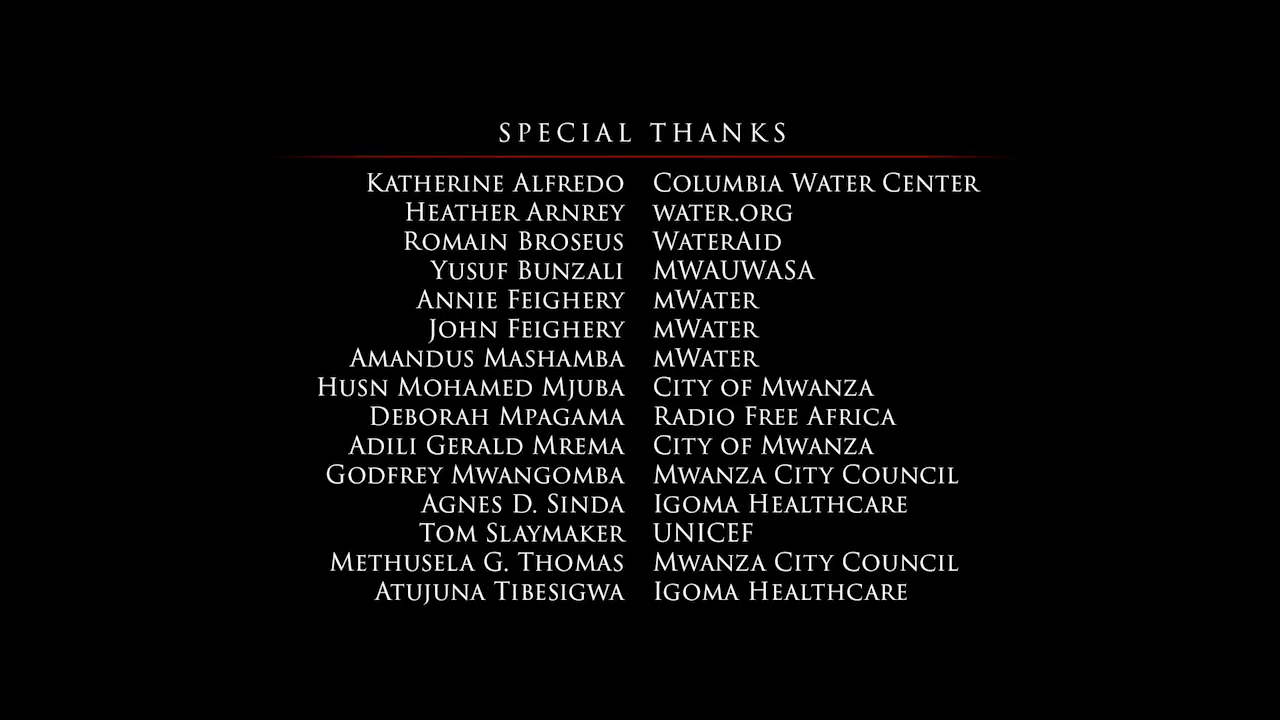 SPECIAL THANKS
KATHERINE ALFREDO COLUMBIA WATER CENTER
HEATHER ARNREY WATER.ORG
ROMAIN BROSEUS WATERAID
YUSUF BUNZALI MWAUWASA
ANNIE FEIGHERY MWATER
JOHN FEIGHERY MWATER
AMANDUS MASHAMBA MWATER
HUSN MOHAMED MJUBA CITY OF MWANZA
DEBORAH MPAGAMA RADIO FREE AFRICA
ADILI GERALD MREMA CITY OF MWANZA
GODFREY MWANGOMBA MWANZA CITY COUNCIL
AGNES D. SINDA IGOMA HEALTHCARE
TOM SLAYMAKER UNICEF
METHUSELA G. THOMAS MWANZA CITY COUNCIL
ATUJUNA TIBESIGWA IGOMA HEALTHCARE